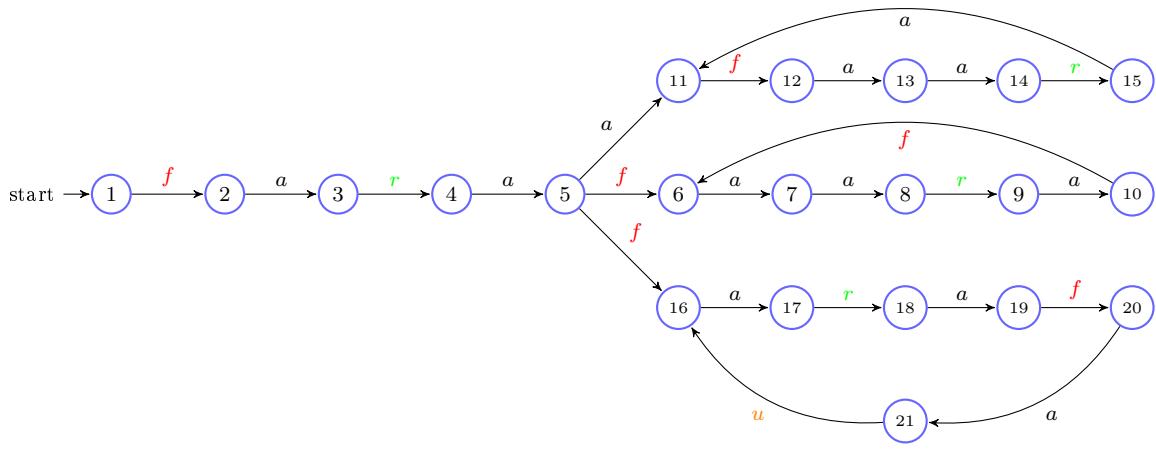 a
11 f 12 a 13 a 14 r 15
a
f
start 1 f 2 a 3 r 4 a 5 f 6 a 7 a 8 r 9 a 10
f
16 a 17 r 18 a 19 f 20
u 21 a